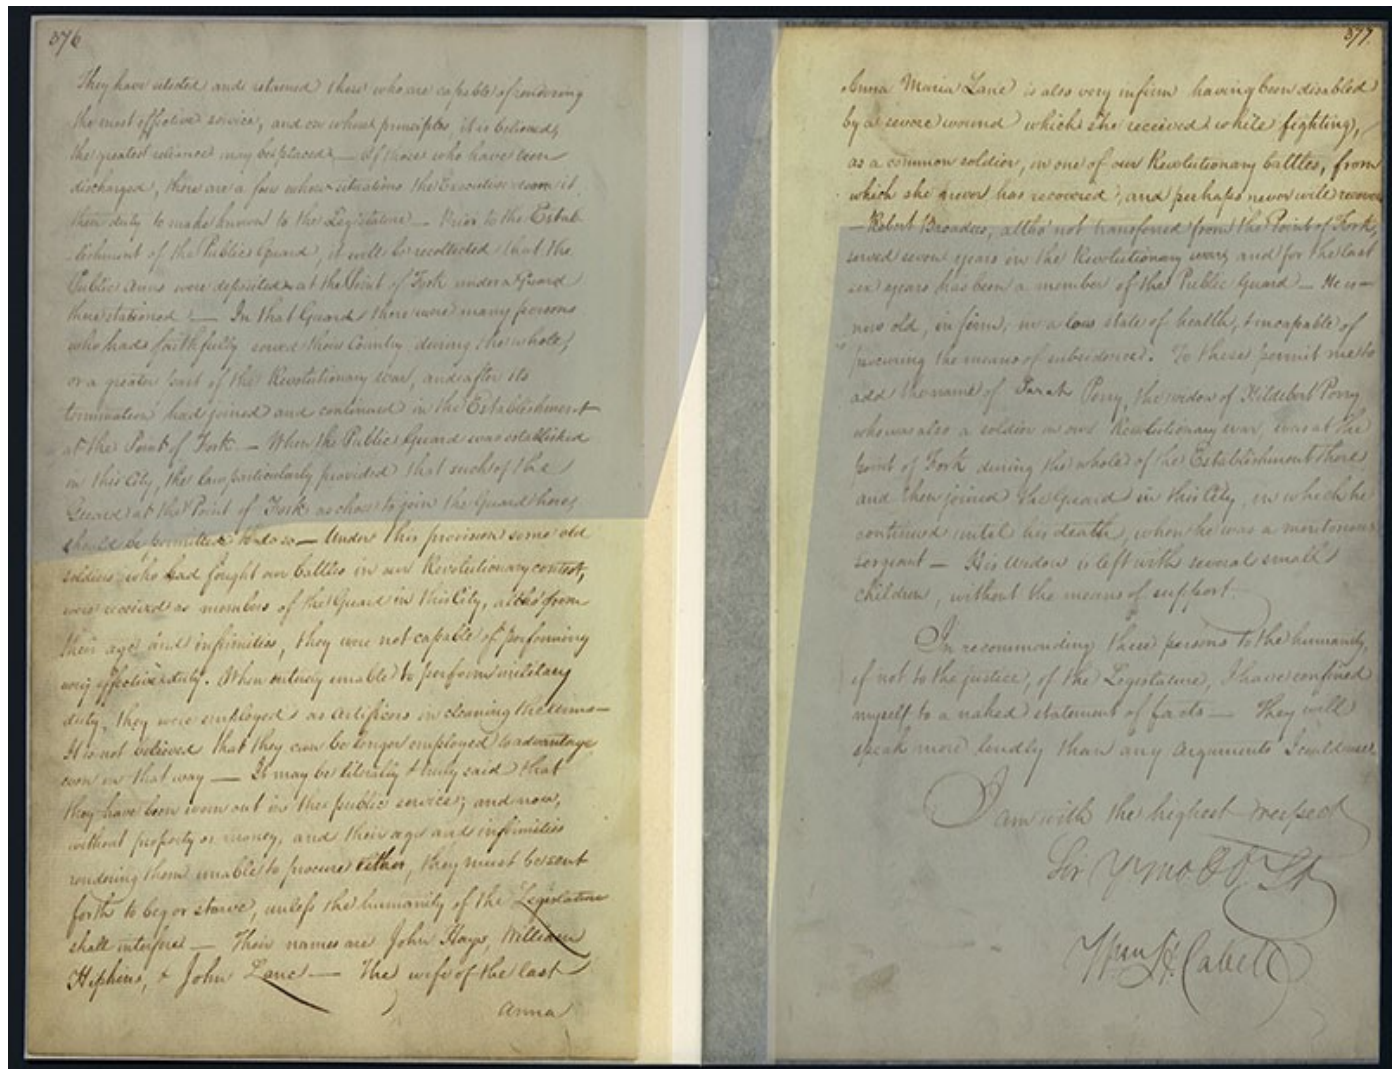 376
They have selected and retained those who are capable of rendering
the most effective service, and on whose principles, it is believed,
the greatest reliance may be placed — Of those who have been
discharged, there are a few whose situations the Executive deem it
their duty to make known to the Legislature — Prior to the Estab-
lishment of the Public Guard, it will be recollected that the
Public Arms were deposited at the Point of Fork under a Guard
there stationed — In that Guard there were many persons
who had faithfully served their Country, during the whole,
or a greater part of the Revolutionary war, and after its
termination had joined and continued in the Establishment
at the Point of Fork — When the Public Guard was established
in this City, the law particularly provided that such of the
Guard at the Point of Fork as chose to join the Guard here,
should be permitted to do so — Under this provision some old
soldiers who had fought our battles in our Revolutionary contest,
were received as members of the Guard in this City, altho' from
their age and infirmities, they were not capable of performing
very effective duty. When entirely unable to perform military
duty, they were employed as artificers in cleaning the arms —
It is not believed that they can be longer employed to advantage
even in that way — It may be literally & truly said that
they have been worn out in the public service; and now,
without property or money, and their age and infirmities
rendering them unable to procure either, they must be sent
forth to beg or starve, unless the humanity of the Legislature
shall interfere — Their names are John Hays, William
Hipkins, & John Lane — The wife of the last
Anna
377
Anna Maria Lane is also very infirm having been disabled
by a severe wound which she received while fighting,
as a common soldier, in one of our Revolutionary battles, from
which she never has recovered, and perhaps never will recover
— Robert Broaders, altho' not transferred from the Point of Fork,
served seven years in the Revolutionary war, and for the last
six years has been a member of the Public Guard — He is
now old, infirm, in a low state of health, & incapable of
procuring the means of subsistence. To these permit me to
add the name of Sarah Perry, the widow of Hildebert Perry
who was also a soldier in our Revolutionary war, was at the
Point of Fork during the whole of the Establishment there
and then joined the Guard in this City, in which he
continued until his death, when he was a meritorious
sergeant — His widow is left with several small
children, without the means of support.
In recommending these persons to the humanity,
if not to the justice, of the Legislature, I have confined
myself to a naked statement of facts — They will
speak more loudly than any arguments I could use.
I am with the highest respect
Sir Yr mo Ob. St
Wm H. Cabell